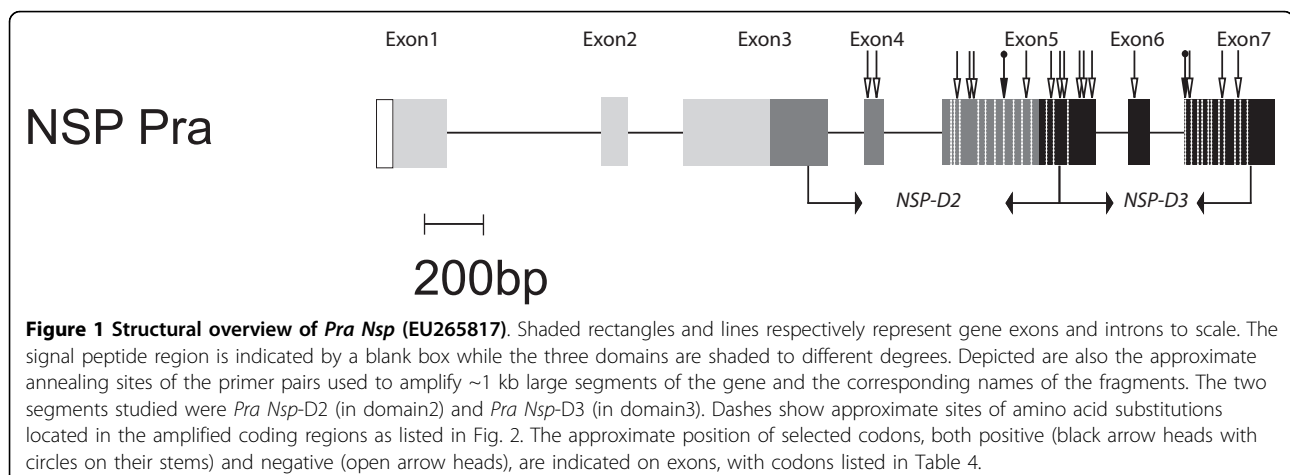 Exon1 Exon2 Exon3 Exon4 Exon5 Exon6 Exon7
NSP Pra
NSP-D2 NSP-D3
200bp
Figure 1 Structural overview of Pra Nsp (EU265817). Shaded rectangles and lines respectively represent gene exons and introns to scale. The
signal peptide region is indicated by a blank box while the three domains are shaded to different degrees. Depicted are also the approximate
annealing sites of the primer pairs used to amplify ~1 kb large segments of the gene and the corresponding names of the fragments. The two
segments studied were Pra Nsp-D2 (in domain2) and Pra Nsp-D3 (in domain3). Dashes show approximate sites of amino acid substitutions
located in the amplified coding regions as listed in Fig. 2. The approximate position of selected codons, both positive (black arrow heads with
circles on their stems) and negative (open arrow heads), are indicated on exons, with codons listed in Table 4.